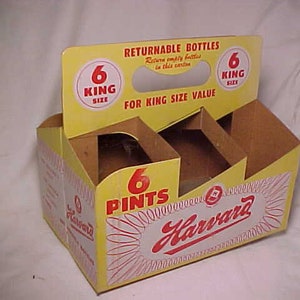 RETURNABLE BOTTLES
Return empty bottles
in this carton
6
KING
SIZE
6
KING
SIZE
FOR KING SIZE VALUE
6
PINTS
Harvard